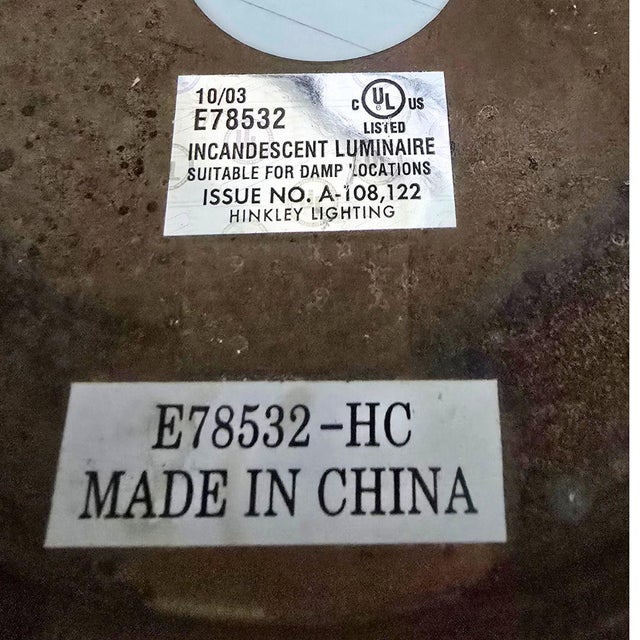 10/03
E78532
C UL US
LISTED
INCANDESCENT LUMINAIRE
SUITABLE FOR DAMP LOCATIONS
ISSUE NO. A-108,122
HINKLEY LIGHTING
E78532-HC
MADE IN CHINA